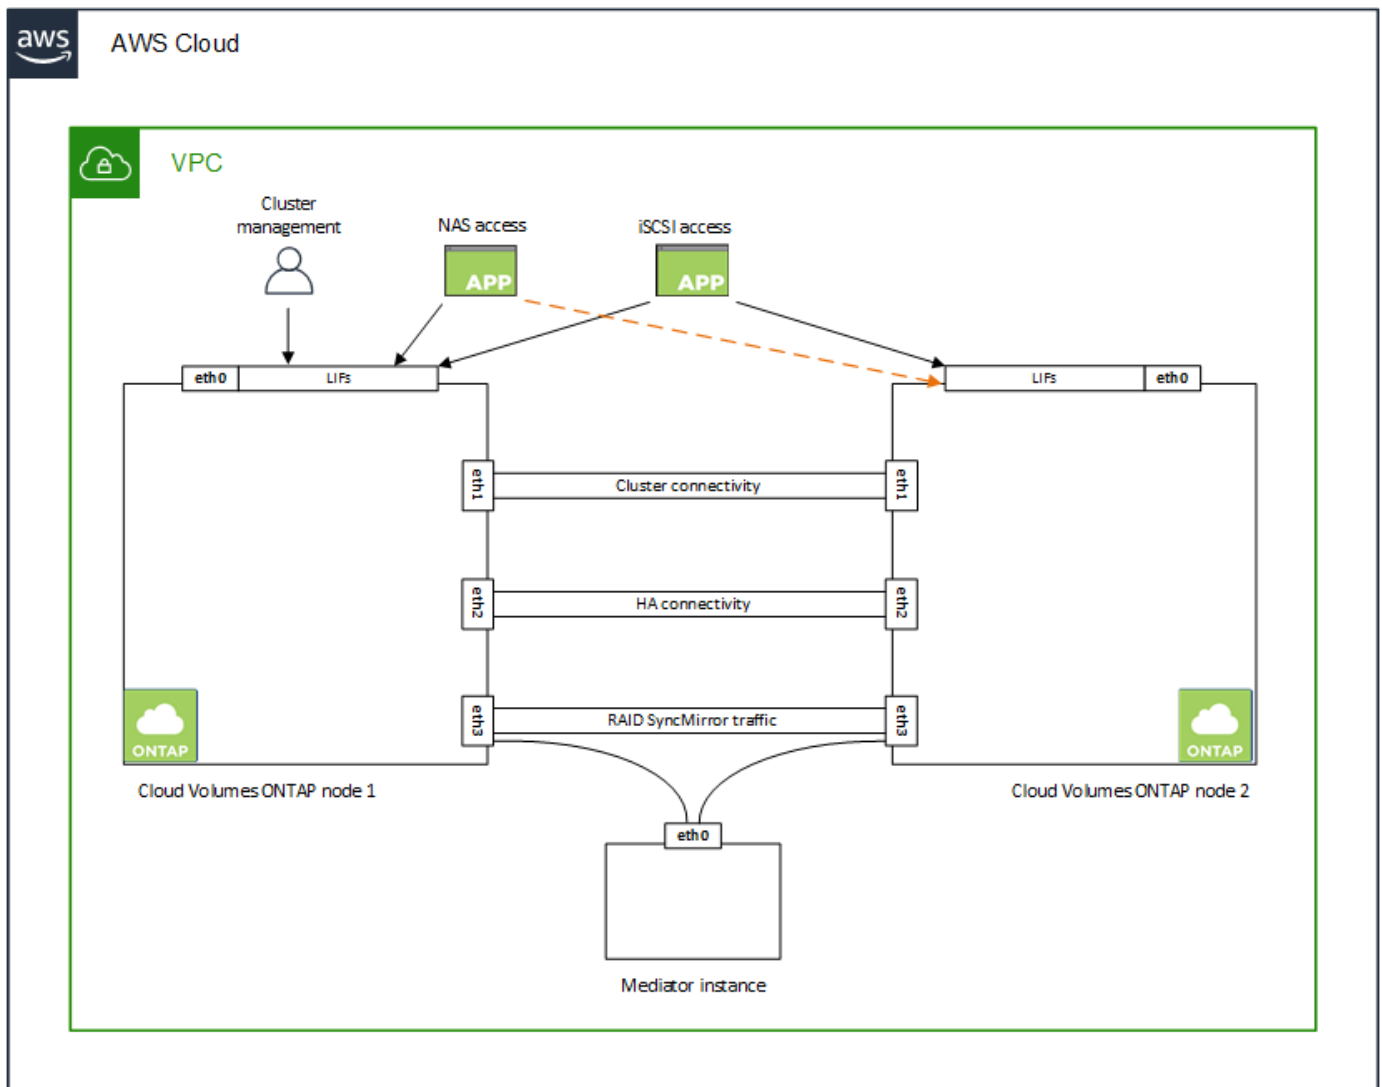 aws
AWS Cloud
VPC
Cluster
management
NAS access
iSCSI access
APP
APP
eth0
LIFs
LIFs
eth0
eth1
Cluster connectivity
eth1
eth2
HA connectivity
eth2
eth3
RAID SyncMirror traffic
eth3
ONTAP
ONTAP
Cloud Volumes ONTAP node 1
Cloud Volumes ONTAP node 2
eth0
Mediator instance